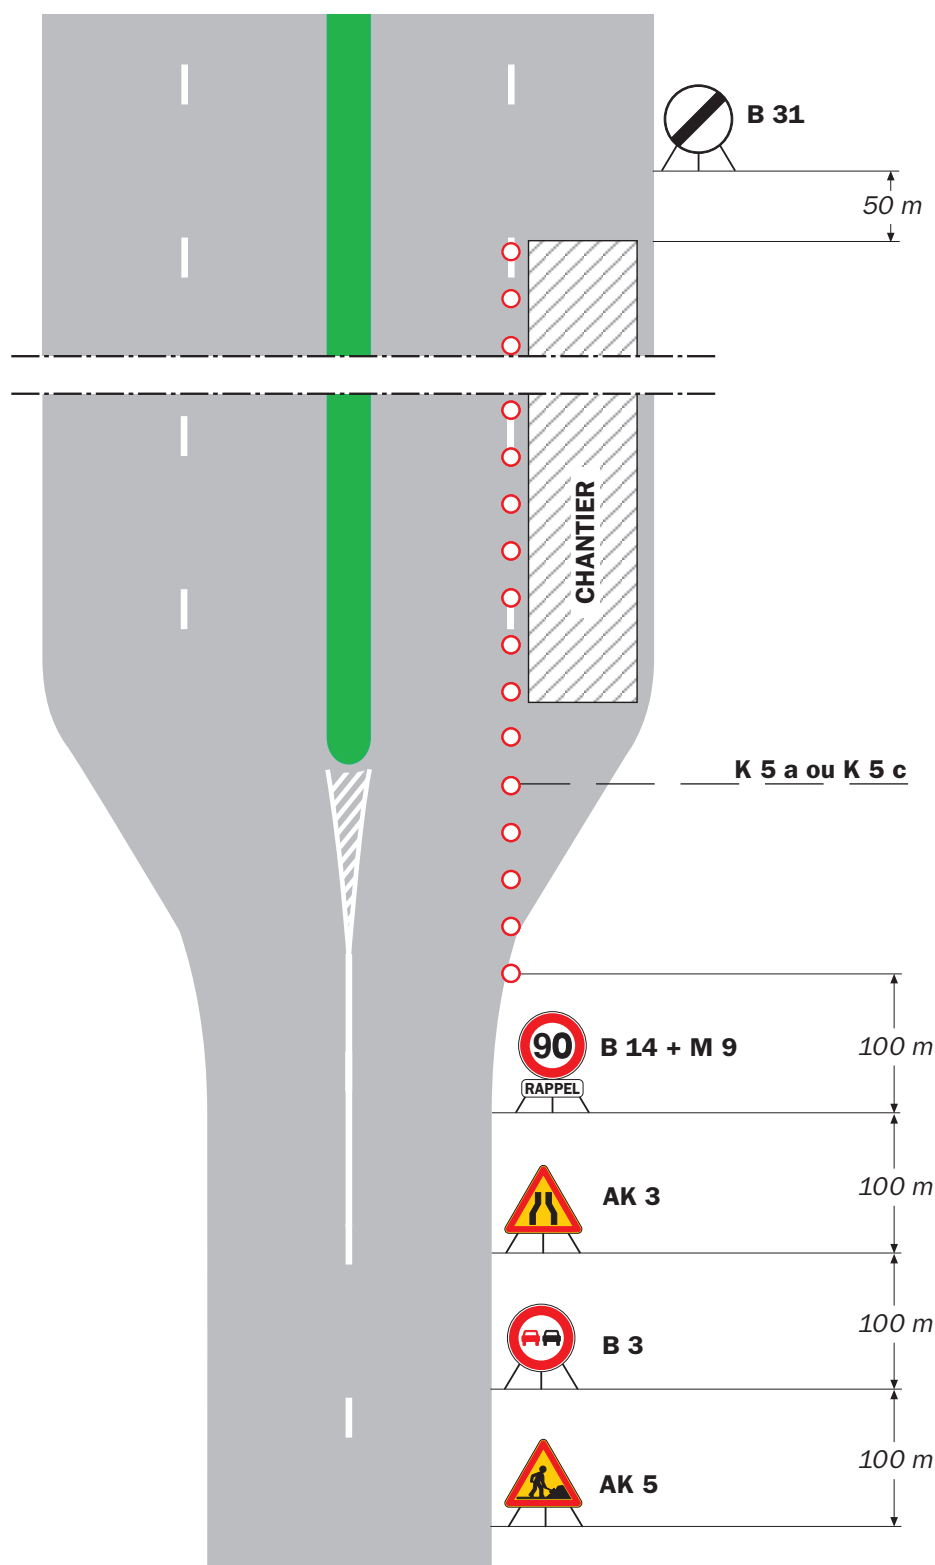 B 31
50 m
CHANTIER
K 5 a ou K 5 c
90
RAPPEL
B 14 + M 9
100 m
AK 3
100 m
B 3
100 m
AK 5
100 m